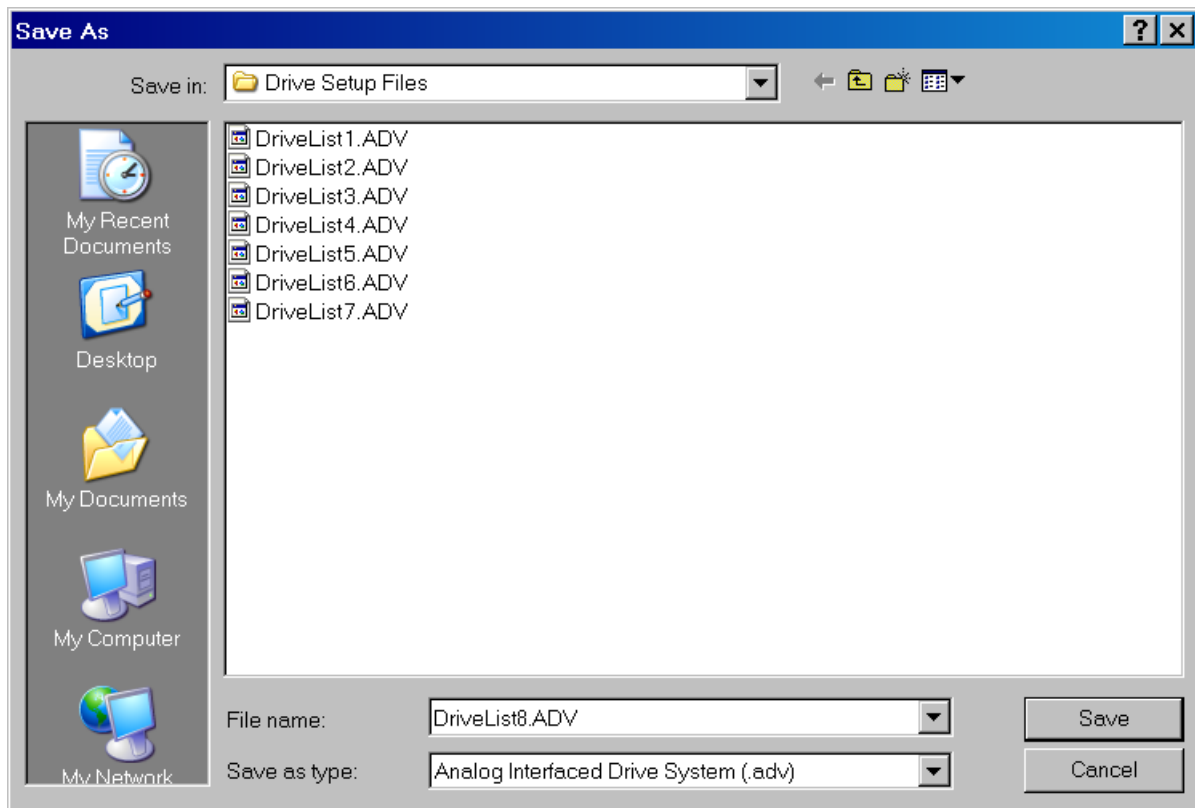 Save As
?
Save in:
Drive Setup Files
My Recent
Documents
Desktop
My Documents
My Computer
My Network
DriveList1.ADV
DriveList2.ADV
DriveList3.ADV
DriveList4.ADV
DriveList5.ADV
DriveList6.ADV
DriveList7.ADV
File name:
DriveList8.ADV
Save
Save as type:
Analog Interfaced Drive System (.adv)
Cancel